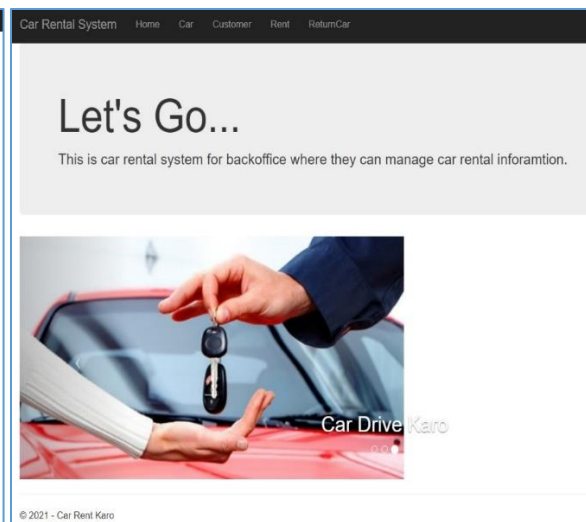 Car Rental System Home Car Customer Rent ReturnCar
Let's Go...
This is car rental system for backoffice where they can manage car rental inforamtion.
Car Drive Karo
© 2021 - Car Rent Karo